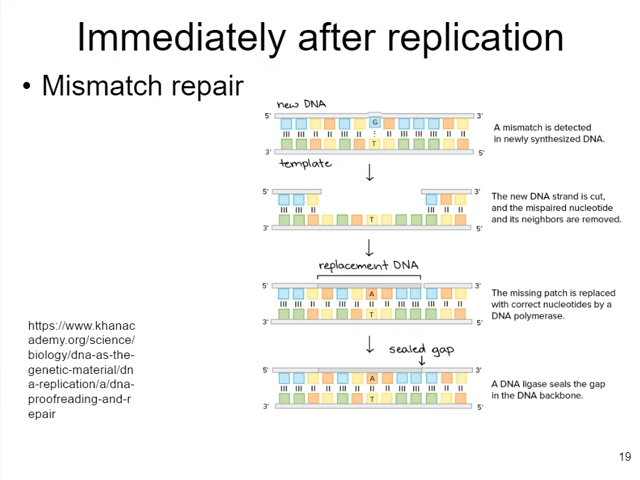 Immediately after replication
• Mismatch repair
new DNA
5' 3'
G
T
3' 5'
template
A mismatch is detected
in newly synthesized DNA.
5' 3'
T
3' 5'
The new DNA strand is cut,
and the mispaired nucleotide
and its neighbors are removed.
replacement DNA
5' 3'
A
T
3' 5'
The missing patch is replaced
with correct nucleotides by a
DNA polymerase.
sealed gap
5' 3'
A
T
3' 5'
A DNA ligase seals the gap
in the DNA backbone.
https://www.khanac
ademy.org/science/
biology/dna-as-the-
genetic-material/dn
a-replication/a/dna-
proofreading-and-r
epair
19